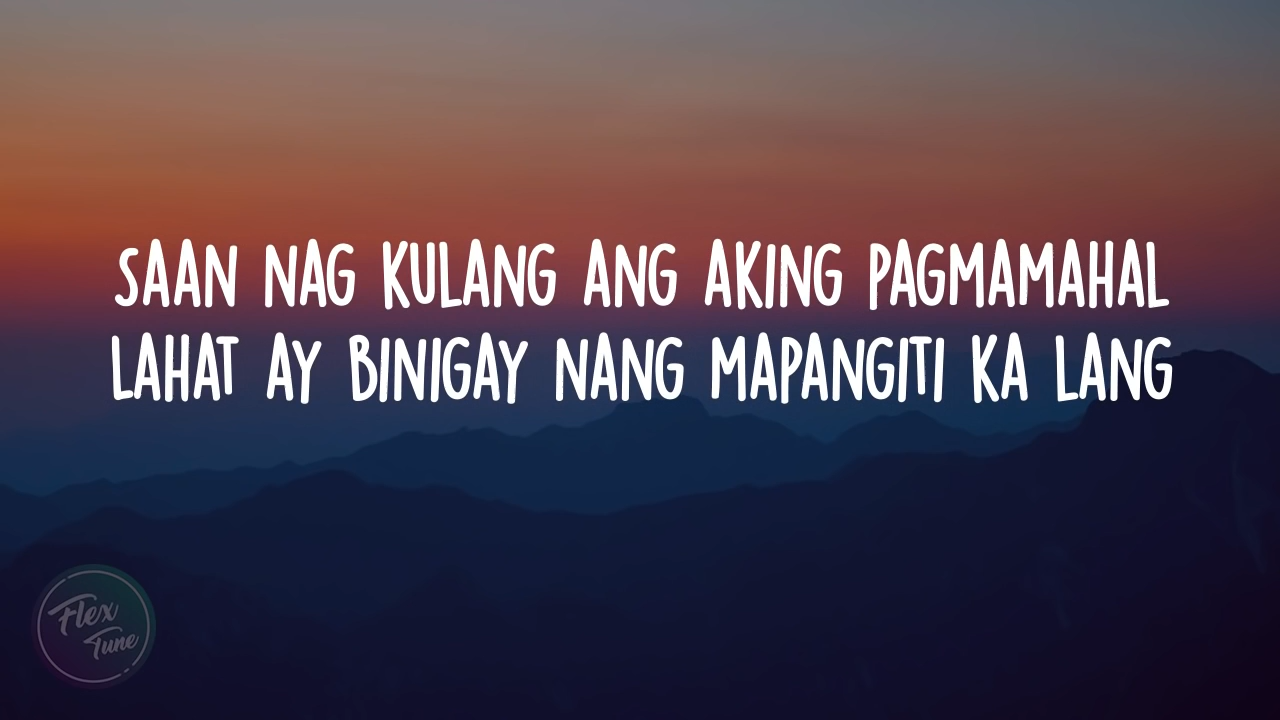 SAAN NAG KULANG ANG AKING PAGMAMAHAL
LAHAT AY BINIGAY NANG MAPANGITI KA LANG
Flex
Tune